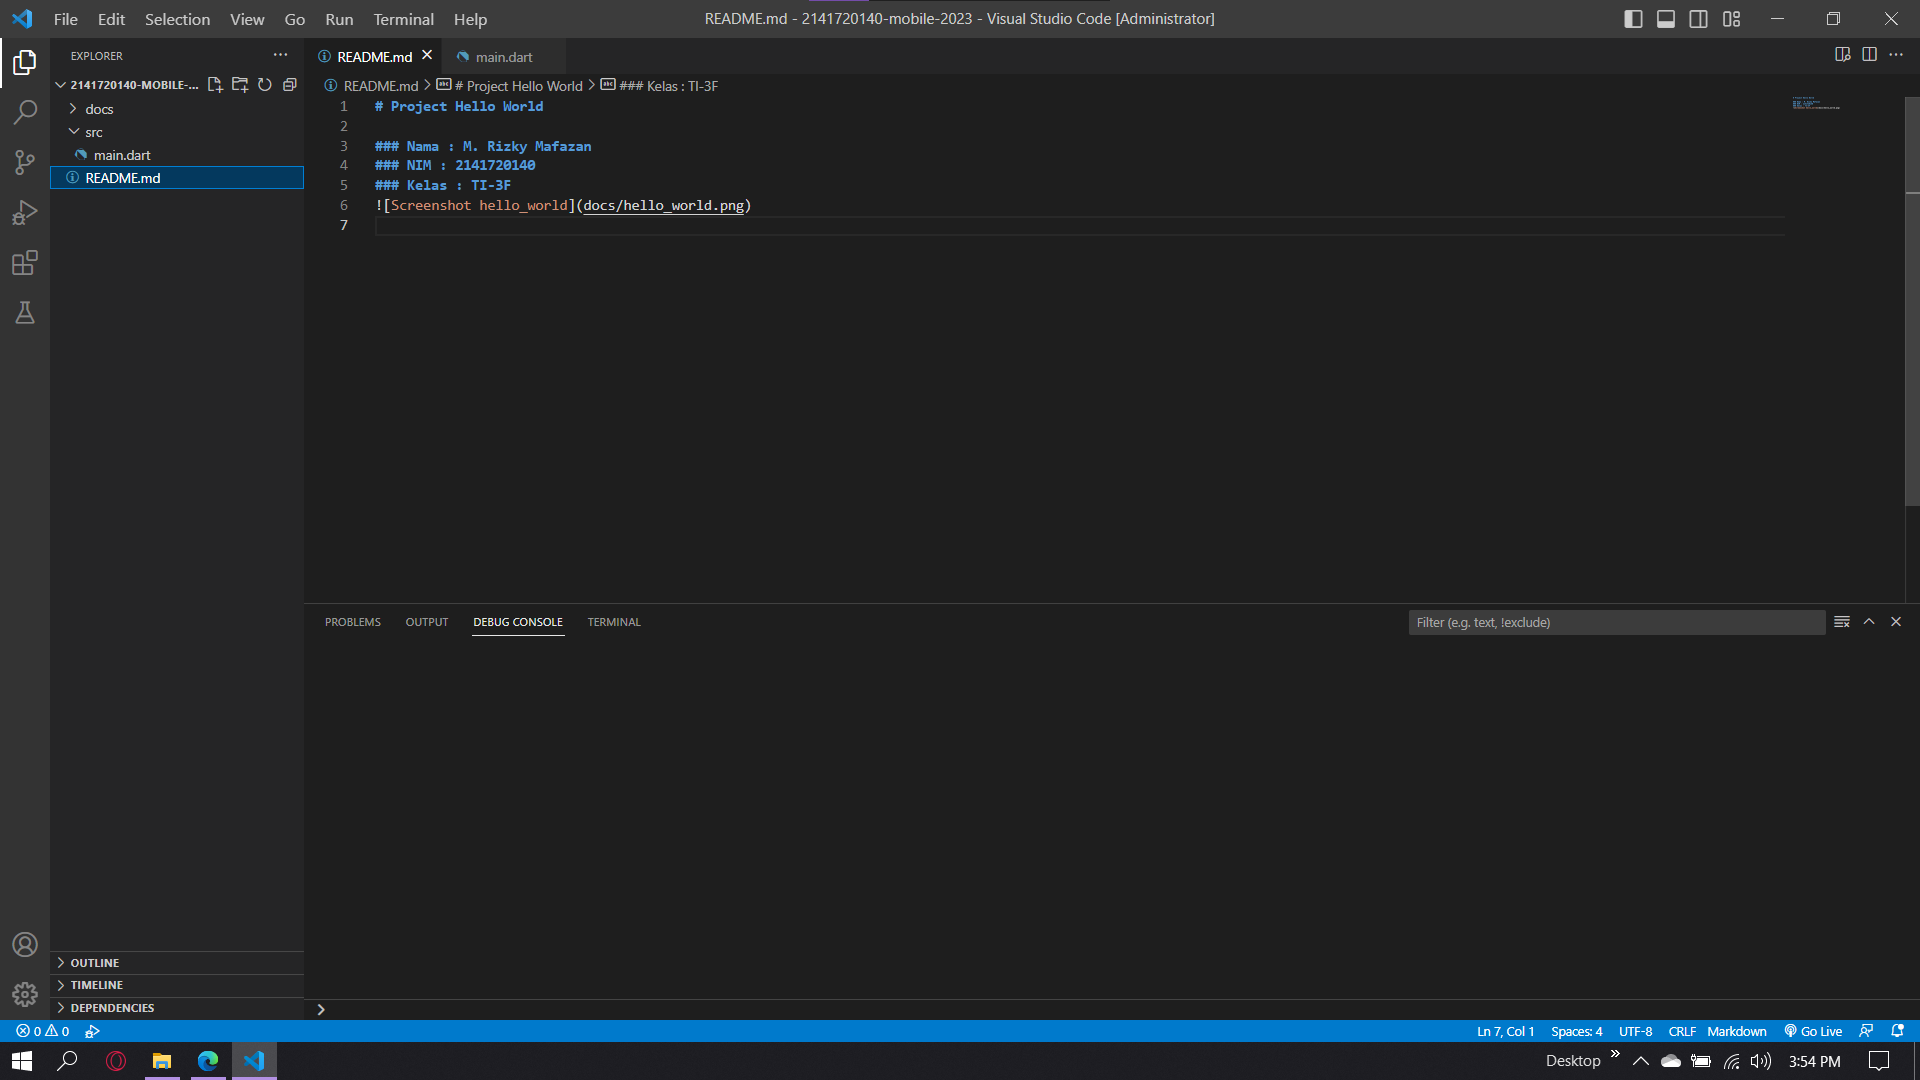 File Edit Selection View Go Run Terminal Help
README.md - 2141720140-mobile-2023 - Visual Studio Code [Administrator]
EXPLORER
2141720140-MOBILE-...
docs
src
main.dart
README.md
README.md
main.dart
README.md > # Project Hello World > ### Kelas : TI-3F
1 # Project Hello World
2
3 ### Nama : M. Rizky Mafazan
4 ### NIM : 2141720140
5 ### Kelas : TI-3F
6 ![Screenshot hello_world](docs/hello_world.png)
7
PROBLEMS OUTPUT DEBUG CONSOLE TERMINAL
Filter (e.g. text, !exclude)
OUTLINE
TIMELINE
DEPENDENCIES
0 0
Ln 7, Col 1 Spaces: 4 UTF-8 CRLF Markdown Go Live
Desktop
3:54 PM